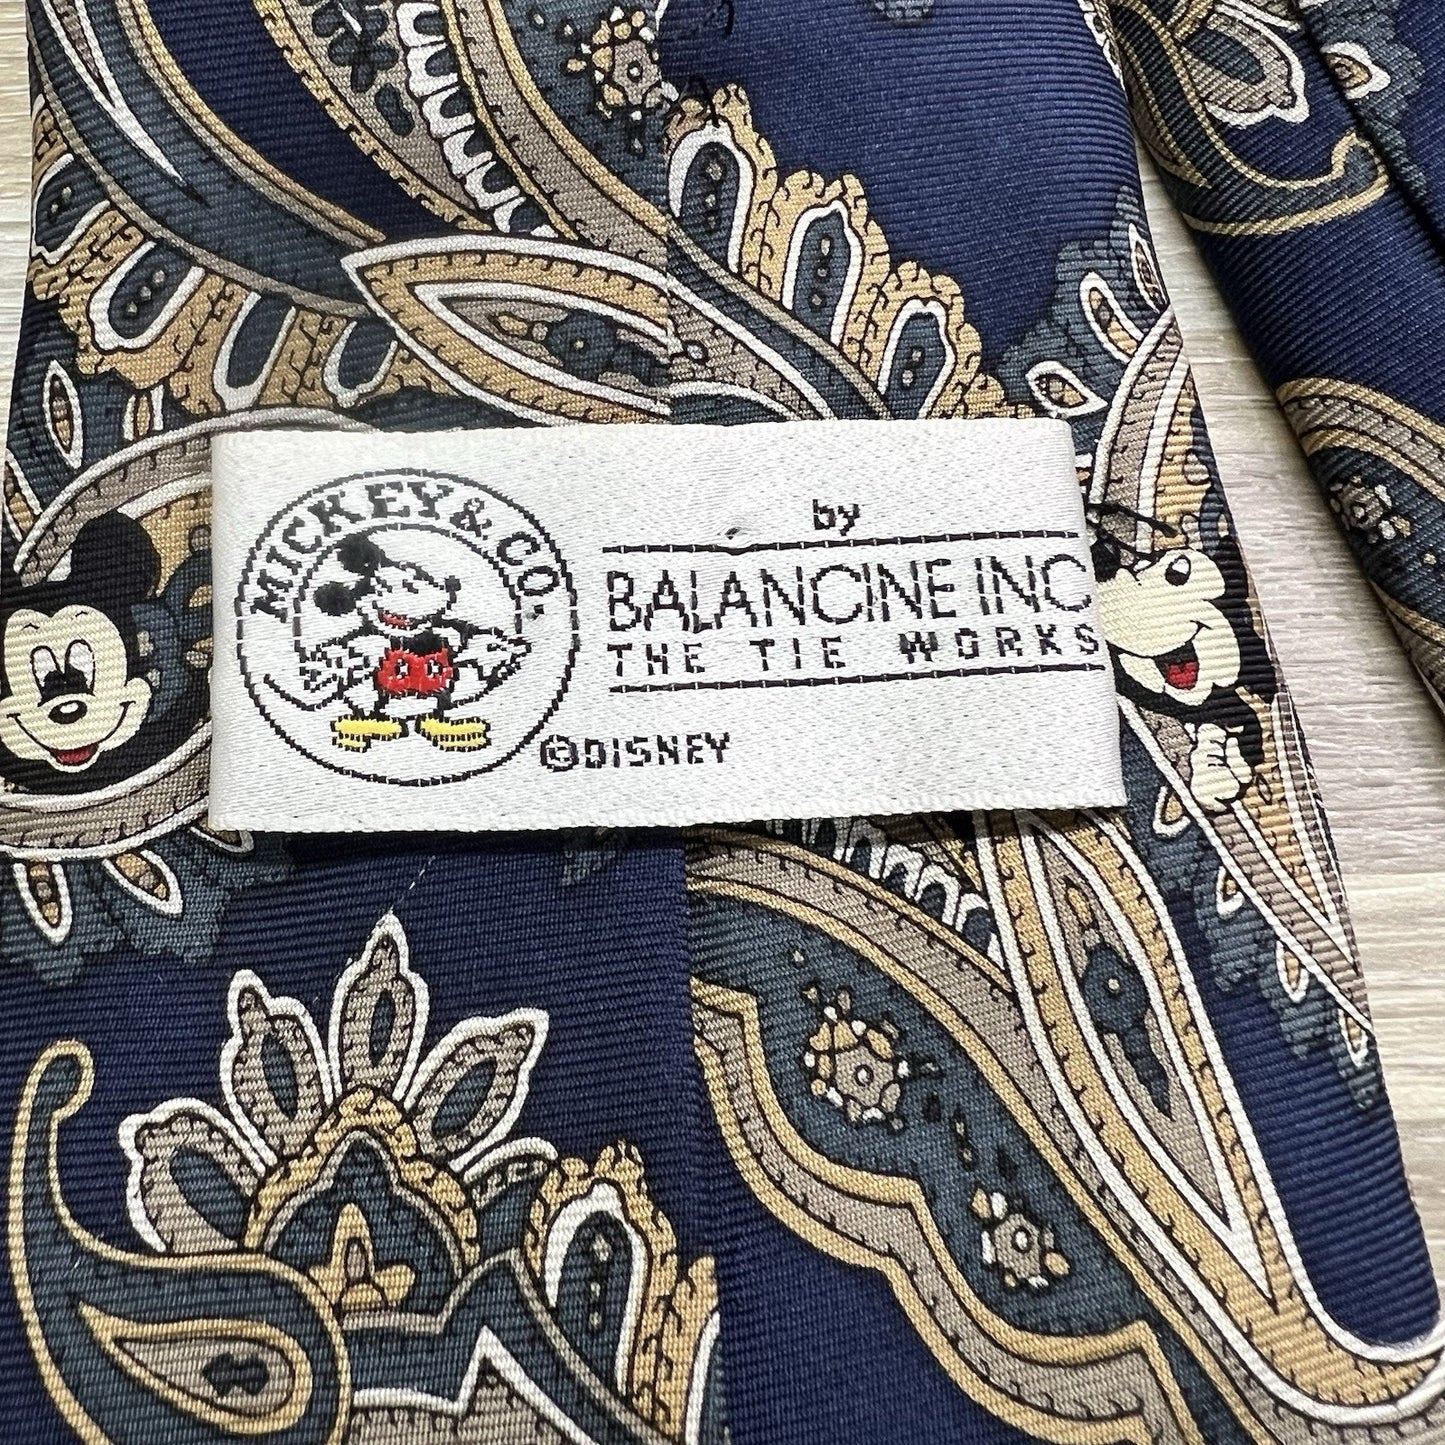 MICKEY & CO.
by
BALANCINE INC
THE TIE WORKS
©DISNEY